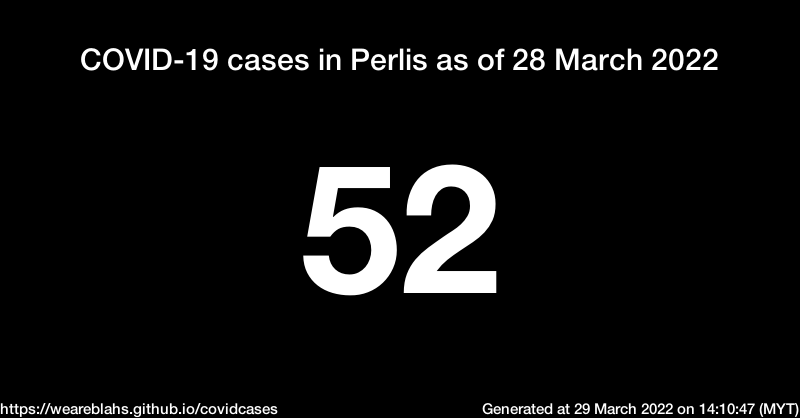 COVID-19 cases in Perlis as of 28 March 2022
52
https://weareblahs.github.io/covidcases
Generated at 29 March 2022 on 14:10:47 (MYT)